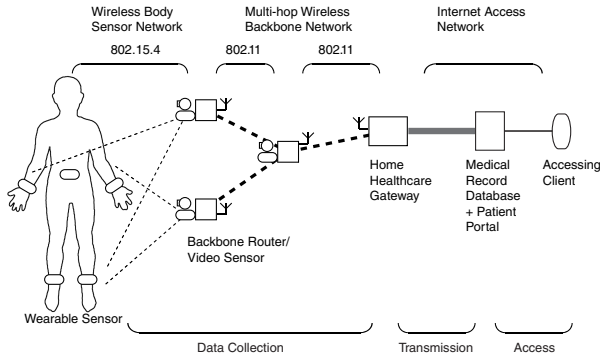 Wireless Body
Sensor Network
Multi-hop Wireless
Backbone Network
Internet Access
Network
802.15.4
802.11
802.11
Home
Healthcare
Gateway
Medical
Record
Database
+ Patient
Portal
Accessing
Client
Backbone Router/
Video Sensor
Wearable Sensor
Data Collection
Transmission
Access